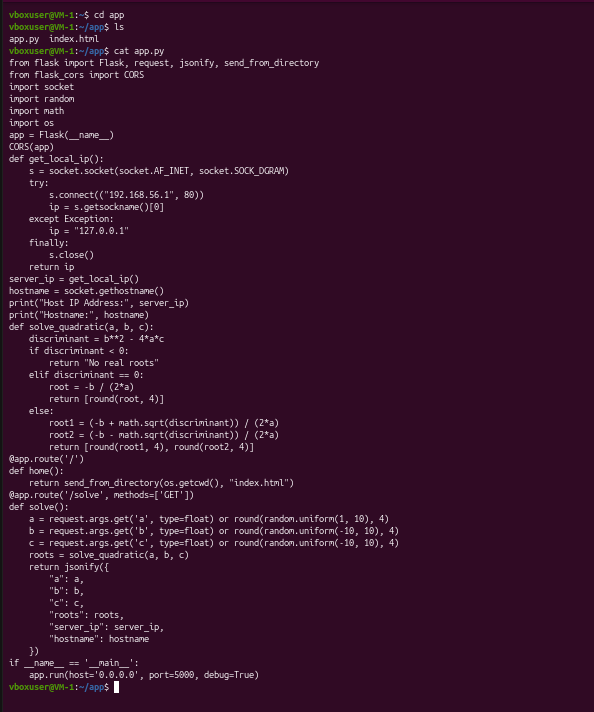 vboxuser@VM-1:~$ cd app
vboxuser@VM-1:~/app$ ls
app.py  index.html
vboxuser@VM-1:~/app$ cat app.py
from flask import Flask, request, jsonify, send_from_directory
from flask_cors import CORS
import socket
import random
import math
import os
app = Flask(__name__)
CORS(app)
def get_local_ip():
    s = socket.socket(socket.AF_INET, socket.SOCK_DGRAM)
    try:
        s.connect(("192.168.56.1", 80))
        ip = s.getsockname()[0]
    except Exception:
        ip = "127.0.0.1"
    finally:
        s.close()
    return ip
server_ip = get_local_ip()
hostname = socket.gethostname()
print("Host IP Address:", server_ip)
print("Hostname:", hostname)
def solve_quadratic(a, b, c):
    discriminant = b**2 - 4*a*c
    if discriminant < 0:
        return "No real roots"
    elif discriminant == 0:
        root = -b / (2*a)
        return [round(root, 4)]
    else:
        root1 = (-b + math.sqrt(discriminant)) / (2*a)
        root2 = (-b - math.sqrt(discriminant)) / (2*a)
        return [round(root1, 4), round(root2, 4)]
@app.route('/')
def home():
    return send_from_directory(os.getcwd(), "index.html")
@app.route('/solve', methods=['GET'])
def solve():
    a = request.args.get('a', type=float) or round(random.uniform(1, 10), 4)
    b = request.args.get('b', type=float) or round(random.uniform(-10, 10), 4)
    c = request.args.get('c', type=float) or round(random.uniform(-10, 10), 4)
    roots = solve_quadratic(a, b, c)
    return jsonify({
        "a": a,
        "b": b,
        "c": c,
        "roots": roots,
        "server_ip": server_ip,
        "hostname": hostname
    })
if __name__ == '__main__':
    app.run(host='0.0.0.0', port=5000, debug=True)
vboxuser@VM-1:~/app$